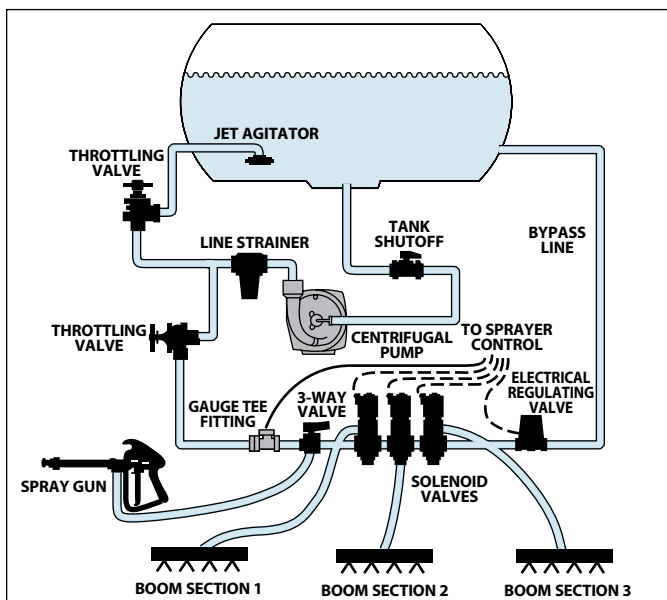 JET AGITATOR
THROTTLING
VALVE
TANK
SHUTOFF
BYPASS
LINE
LINE STRAINER
THROTTLING
VALVE
CENTRIFUGAL
PUMP
TO SPRAYER
CONTROL
ELECTRICAL
REGULATING
VALVE
GAUGE TEE
FITTING
3-WAY
VALVE
SOLENOID
VALVES
SPRAY GUN
BOOM SECTION 1
BOOM SECTION 2
BOOM SECTION 3